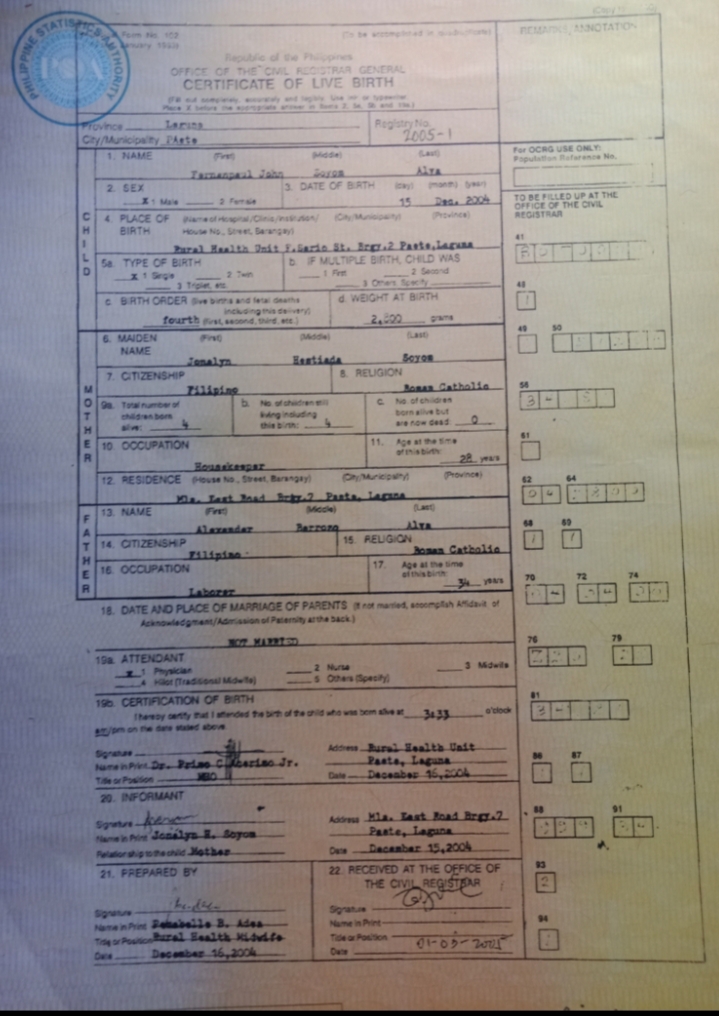 Form No. 102
(To be accomplished in quadruplicate)
Republic of the Philippines
OFFICE OF THE CIVIL REGISTRAR GENERAL
CERTIFICATE OF LIVE BIRTH
(Fill out completely, accurately and legibly. Use ink or typewriter.
Place X before the appropriate answer in Items 2, 5a, 5b and 19a.)
PHILIPPINE STATISTICS AUTHORITY
PSA
REMARKS, ANNOTATION
Province Laguna
Registry No.
City/Municipality Paete
2005-1
1. NAME (First) (Middle) (Last)
Fernanpaul John Soyom Alva
2. SEX
X 1 Male 2 Female
3. DATE OF BIRTH (day) (month) (year)
15 Dec. 2004
4. PLACE OF BIRTH (Name of Hospital/Clinic/Institution/ (City/Municipality) (Province)
House No., Street, Barangay)
Rural Health Unit Brgy.2 Paete, Laguna
5a. TYPE OF BIRTH
X 1 Single 2 Twin
3 Triplet, etc.
b. IF MULTIPLE BIRTH, CHILD WAS
1 First 2 Second
3 Others, Specify
c. BIRTH ORDER (live births and fetal deaths
including this delivery)
fourth (first, second, third, etc.)
d. WEIGHT AT BIRTH
grams
CHILD
6. MAIDEN NAME (First) (Middle) (Last)
Jonalyn Soyom
7. CITIZENSHIP
Filipino
8. RELIGION
Roman Catholic
9a. Total number of children born alive: 4
b. No. of children still living including this birth: 4
c. No. of children born alive but are now dead: 0
10. OCCUPATION
Housekeeper
11. Age at the time of this birth:
28 years
12. RESIDENCE (House No., Street, Barangay) (City/Municipality) (Province)
Mla. East Road Brgy.7 Paete, Laguna
MOTHER
13. NAME (First) (Middle) (Last)
Alexander Alva
14. CITIZENSHIP
Filipino
15. RELIGION
Roman Catholic
16. OCCUPATION
Laborer
17. Age at the time of this birth:
34 years
FATHER
18. DATE AND PLACE OF MARRIAGE OF PARENTS (If not married, accomplish Affidavit of
Acknowledgment/Admission of Paternity at the back.)
NOT MARRIED
19a. ATTENDANT
X 1 Physician 2 Nurse 3 Midwife
4 Hilot (Traditional Midwife) 5 Others (Specify)
19b. CERTIFICATION OF BIRTH
I hereby certify that I attended the birth of the child who was born alive at 3:33 o'clock
am/pm on the date stated above.
Signature
Name in Print Dr. Primo C. Jr.
Title or Position MHO
Address Rural Health Unit
Paete, Laguna
Date December 16,2004
20. INFORMANT
Signature
Name in Print Jonalyn H. Soyom
Relationship to the child Mother
Address Mla. East Road Brgy.7
Paete, Laguna
Date December 15,2004
21. PREPARED BY
Signature
Name in Print B. Adea
Title or Position Rural Health Midwife
Date December 16,2004
22. RECEIVED AT THE OFFICE OF
THE CIVIL REGISTRAR
Signature
Name in Print
Title or Position
Date 01-03-2005
For OCRG USE ONLY:
Population Reference No.
TO BE FILLED UP AT THE
OFFICE OF THE CIVIL
REGISTRAR
41
48
1
49 50
56
61
62 64
68 69
1 1
70 72 74
76 79
81
86 87
88 91
93
2
94